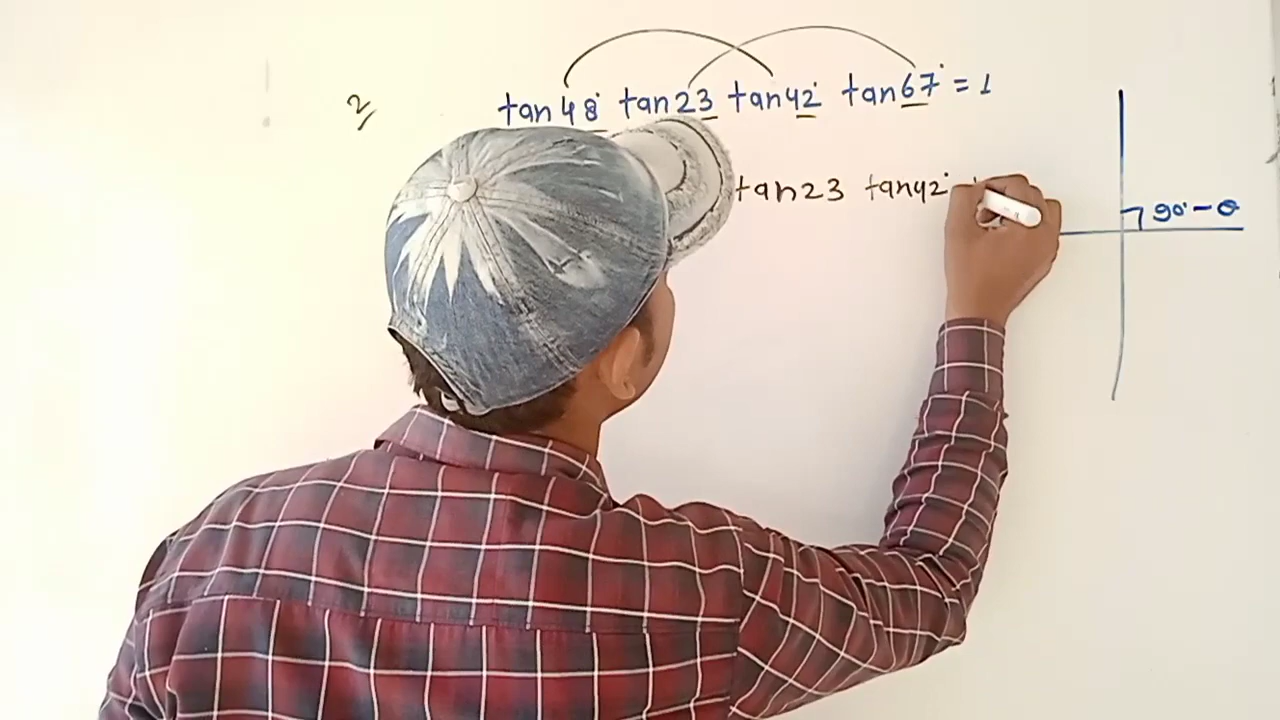 2/ tan48° tan23 tan42° tan67° = 1
tan23 tan42°
90° - θ